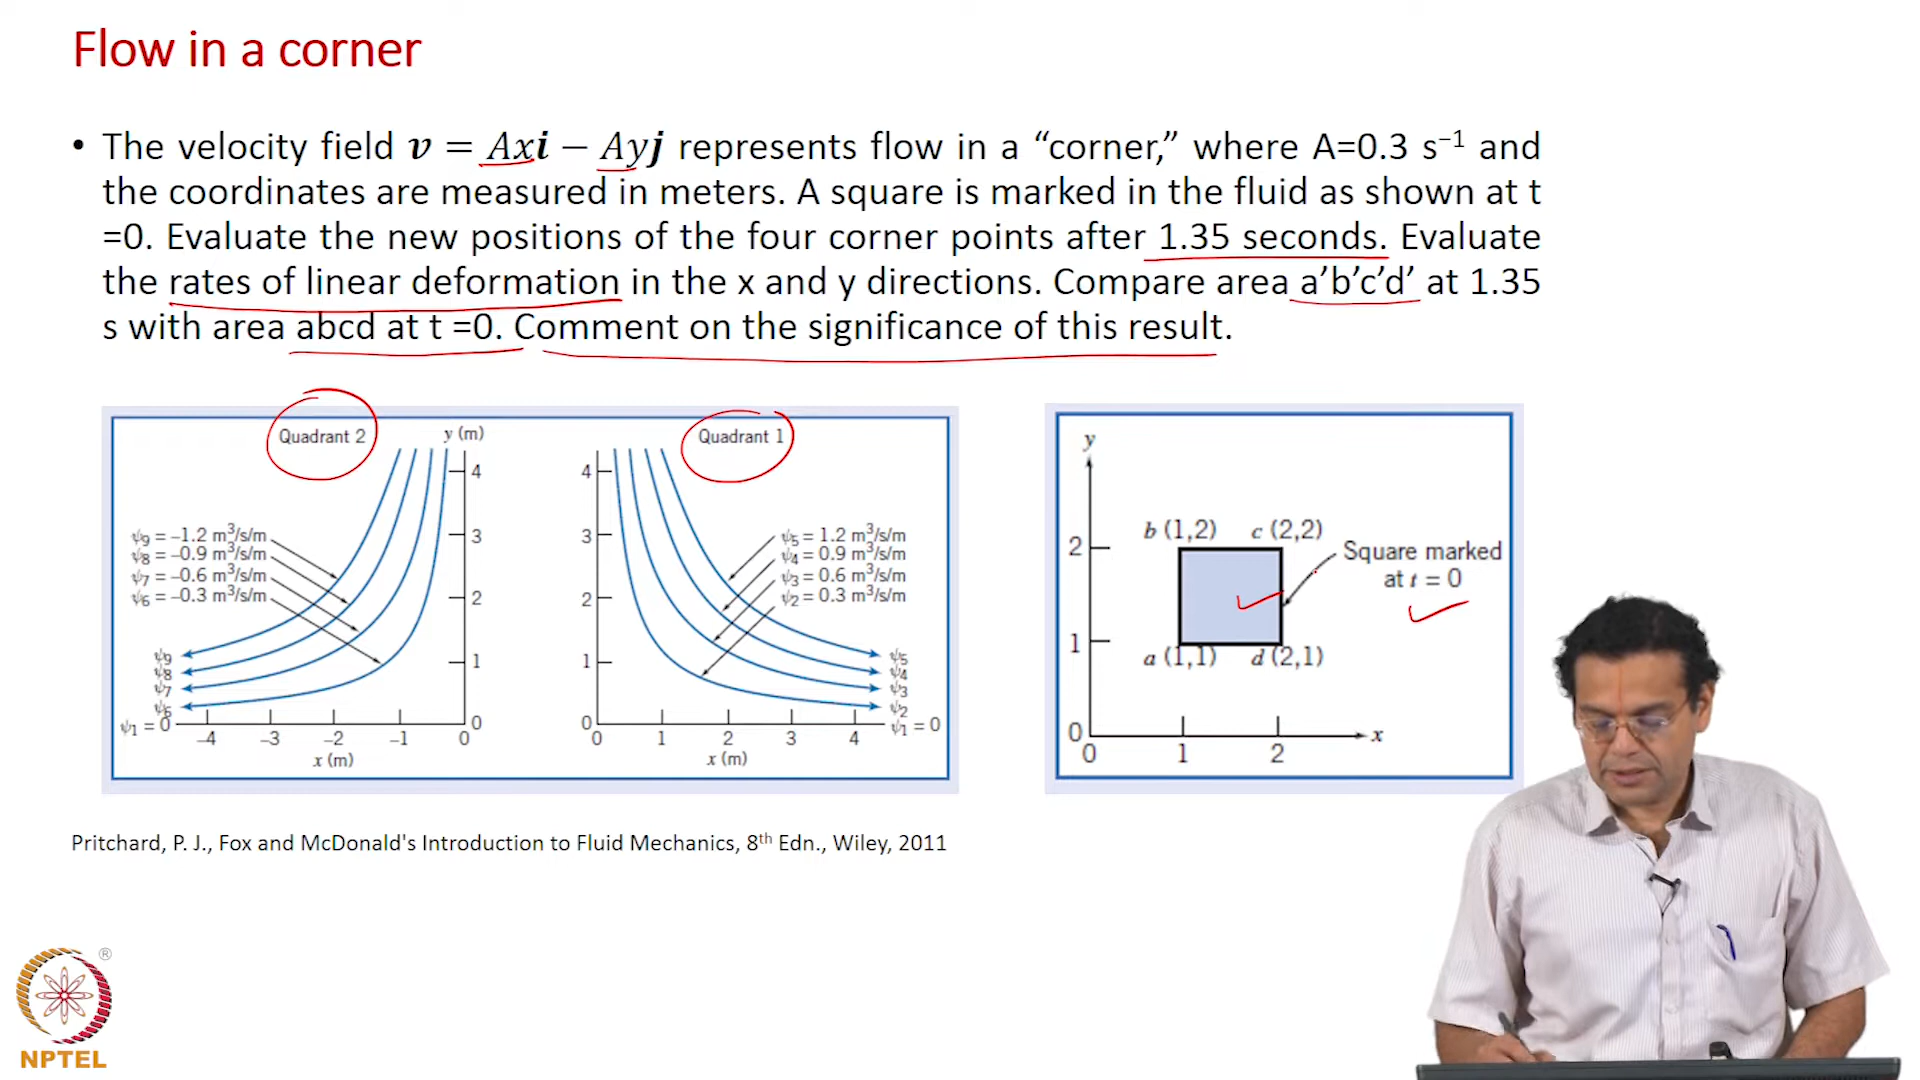 Flow in a corner
• The velocity field v = Axi − Ayj represents flow in a “corner,” where A=0.3 s⁻¹ and
the coordinates are measured in meters. A square is marked in the fluid as shown at t
=0. Evaluate the new positions of the four corner points after 1.35 seconds. Evaluate
the rates of linear deformation in the x and y directions. Compare area a’b’c’d’ at 1.35
s with area abcd at t =0. Comment on the significance of this result.
Quadrant 2
y (m)
4
3
2
1
0
ψ9 = −1.2 m³/s/m
ψ8 = −0.9 m³/s/m
ψ7 = −0.6 m³/s/m
ψ6 = −0.3 m³/s/m
ψ9
ψ8
ψ7
ψ6
ψ1 = 0
−4 −3 −2 −1 0
x (m)
Quadrant 1
4
3
2
1
0
ψ5 = 1.2 m³/s/m
ψ4 = 0.9 m³/s/m
ψ3 = 0.6 m³/s/m
ψ2 = 0.3 m³/s/m
ψ5
ψ4
ψ3
ψ2
ψ1 = 0
0 1 2 3 4
x (m)
y
b (1,2) c (2,2)
2
Square marked
at t = 0
1
a (1,1) d (2,1)
0
x
0 1 2
Pritchard, P. J., Fox and McDonald's Introduction to Fluid Mechanics, 8th Edn., Wiley, 2011
®
NPTEL